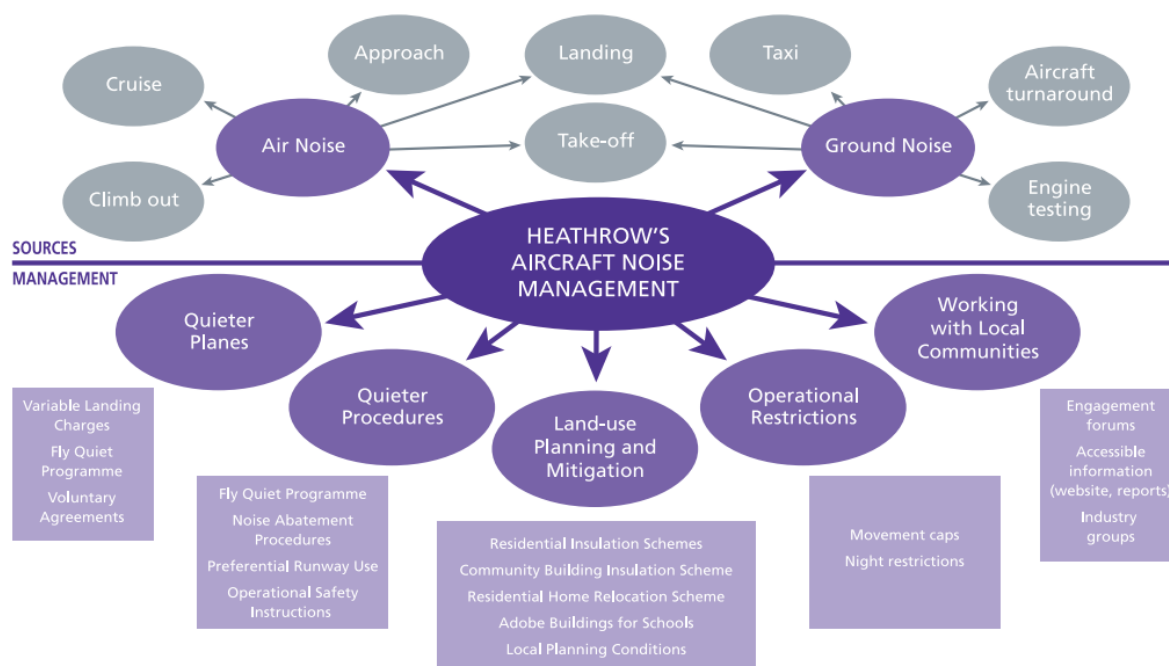 Cruise
Approach
Landing
Taxi
Aircraft
turnaround
Air Noise
Take-off
Ground Noise
Climb out
Engine
testing
HEATHROW'S
AIRCRAFT NOISE
MANAGEMENT
SOURCES
MANAGEMENT
Quieter
Planes
Quieter
Procedures
Land-use
Planning and
Mitigation
Operational
Restrictions
Working
with Local
Communities
Variable Landing
Charges
Fly Quiet
Programme
Voluntary
Agreements
Fly Quiet Programme
Noise Abatement
Procedures
Preferential Runway Use
Operational Safety
Instructions
Residential Insulation Schemes
Community Building Insulation Scheme
Residential Home Relocation Scheme
Adobe Buildings for Schools
Local Planning Conditions
Movement caps
Night restrictions
Engagement
forums
Accessible
information
(website, reports)
Industry
groups